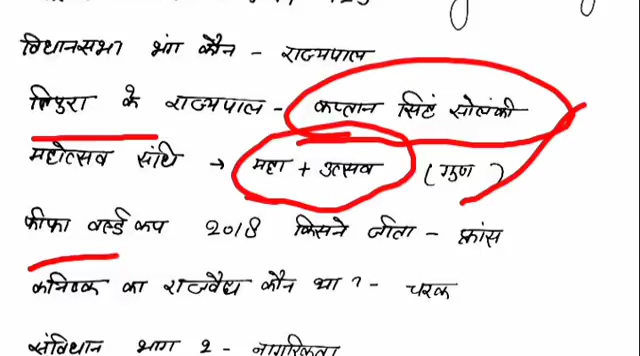 विधानसभा भंग कौन - राज्यपाल
त्रिपुरा के राज्यपाल - कप्तान सिंह सोलंकी
महोत्सव संधि → महा + उत्सव (गुण)
फीफा वर्ल्ड कप 2018 किसने जीता - फ्रांस
कनिष्क का राजवैद्य कौन था ? - चरक
संविधान भाग 2 - नागरिकता